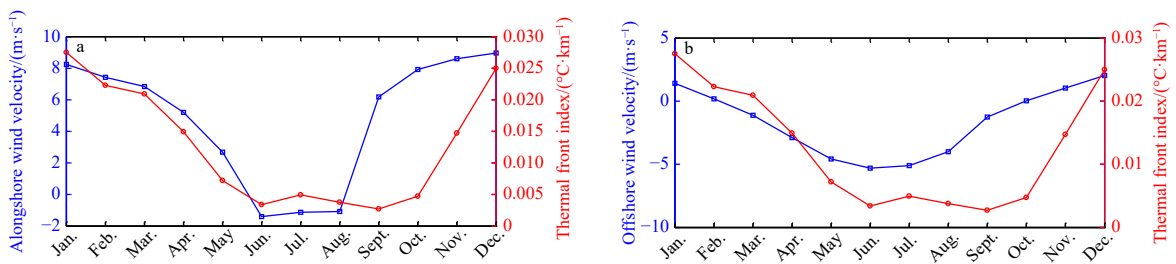 a
Alongshore wind velocity/(m·s⁻¹)
10
8
6
4
2
0
−2
Jan. Feb. Mar. Apr. May Jun. Jul. Aug. Sept. Oct. Nov. Dec.
0.030
0.025
0.020
0.015
0.010
0.005
0
Thermal front index/(°C·km⁻¹)
b
Offshore wind velocity/(m·s⁻¹)
5
0
−5
−10
Jan. Feb. Mar. Apr. May. Jun. Jul. Aug. Sept. Oct. Nov. Dec.
0.03
0.02
0.01
0
Thermal front index/(°C·km⁻¹)